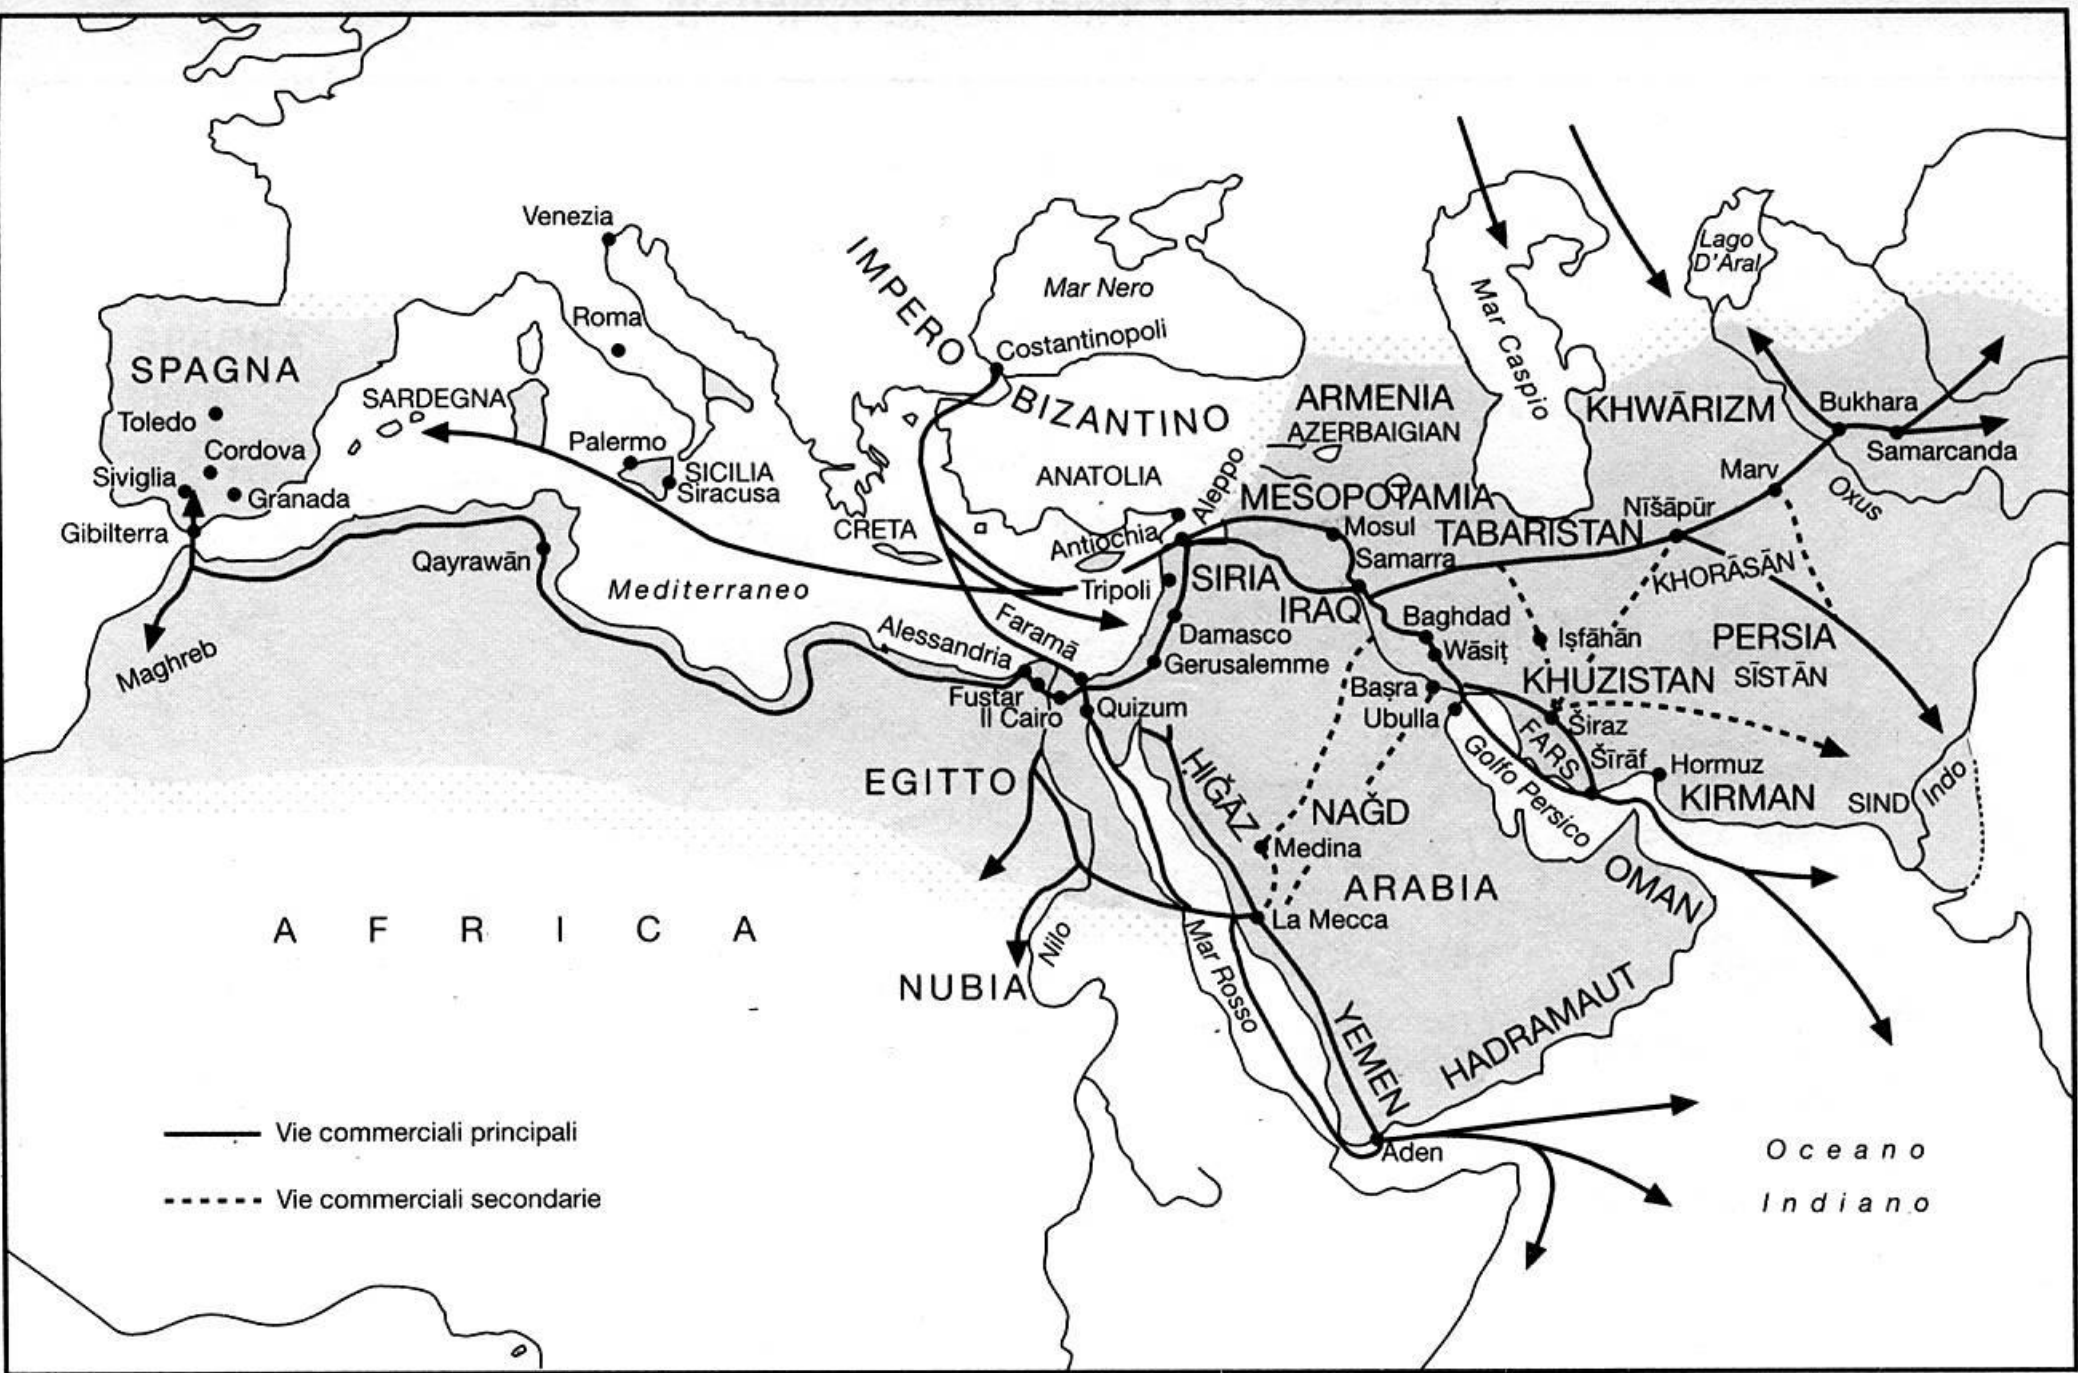 Venezia
Roma
IMPERO
BIZANTINO
Mar Nero
Costantinopoli
Mar Caspio
Lago
D'Aral
SPAGNA
Toledo
Cordova
Siviglia
Granada
Gibilterra
SARDEGNA
Palermo
SICILIA
Siracusa
CRETA
ANATOLIA
Aleppo
Antiochia
ARMENIA
AZERBAIGIAN
MESOPOTAMIA
Mosul
TABARISTAN
Samarra
KHWĀRIZM
Bukhara
Samarcanda
Marv
Oxus
Nīšāpūr
KHORĀSĀN
Qayrawān
Mediterraneo
Tripoli
SIRIA
IRAQ
Baghdad
Wāsiṭ
Iṣfāhān
PERSIA
Maghreb
Alessandria
Faramā
Damasco
Gerusalemme
Fustar
Il Cairo
Quizum
Baṣra
Ubulla
KHUZISTAN
SĪSTĀN
Širaz
FARS
Šīrāf
Hormuz
Golfo Persico
KIRMAN
SIND
Indo
EGITTO
ḤIĞĀZ
NAĞD
Medina
ARABIA
OMAN
La Mecca
AFRICA
NUBIA
Nilo
Mar Rosso
YEMEN
HADRAMAUT
Aden
Oceano
Indiano
Vie commerciali principali
Vie commerciali secondarie